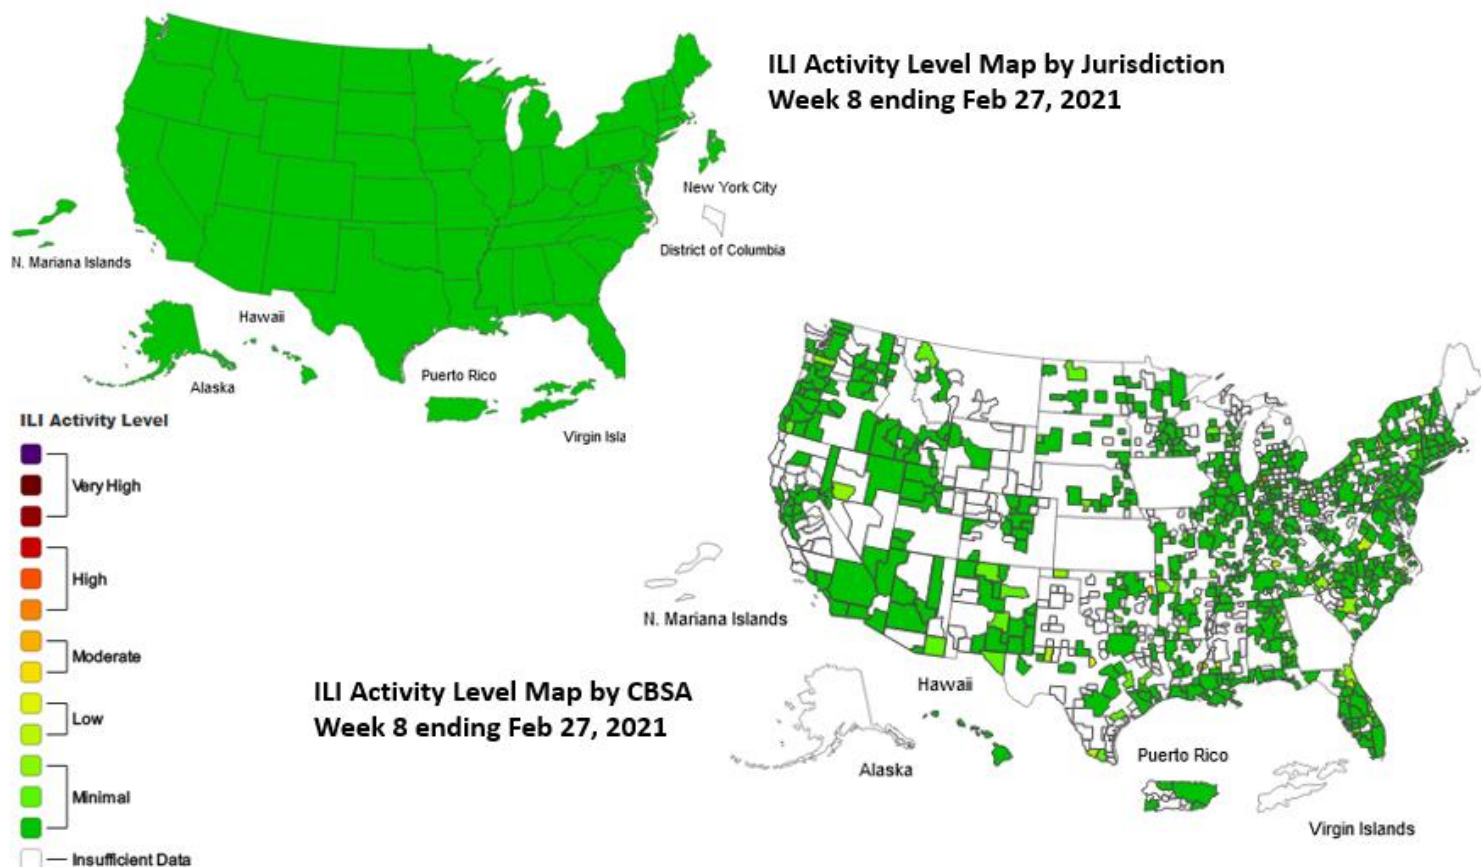 ILI Activity Level Map by Jurisdiction
Week 8 ending Feb 27, 2021
New York City
District of Columbia
N. Mariana Islands
Hawaii
Alaska
Puerto Rico
Virgin Isla
ILI Activity Level
Very High
High
Moderate
Low
Minimal
Insufficient Data
ILI Activity Level Map by CBSA
Week 8 ending Feb 27, 2021
N. Mariana Islands
Hawaii
Alaska
Puerto Rico
Virgin Islands